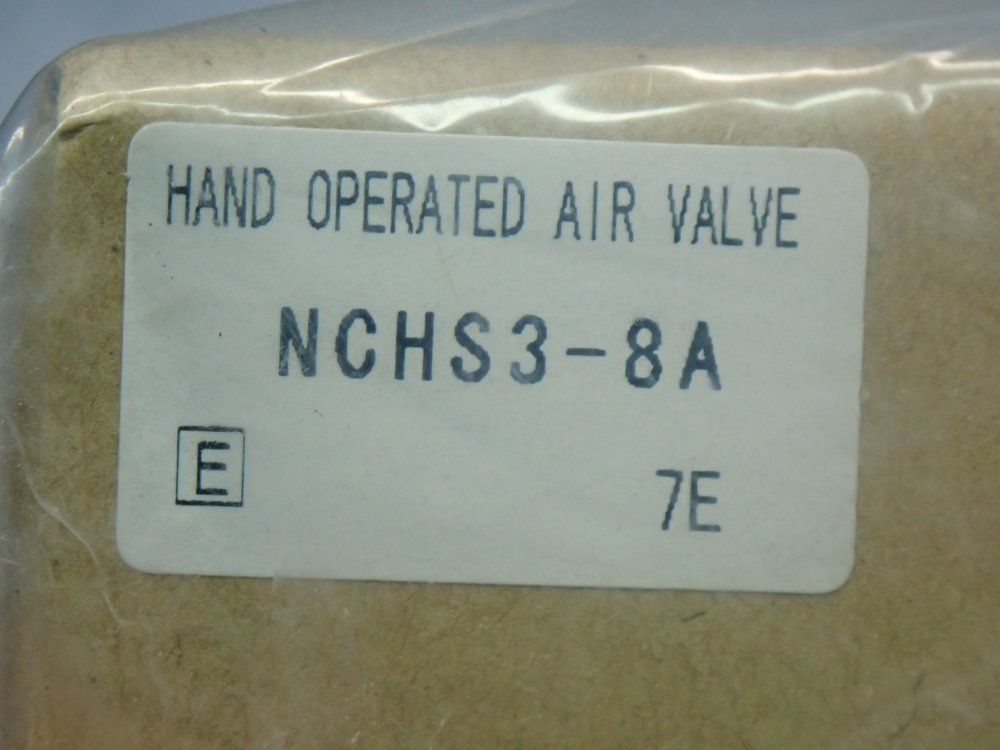 HAND OPERATED AIR VALVE
NCHS3-8A
E 7E